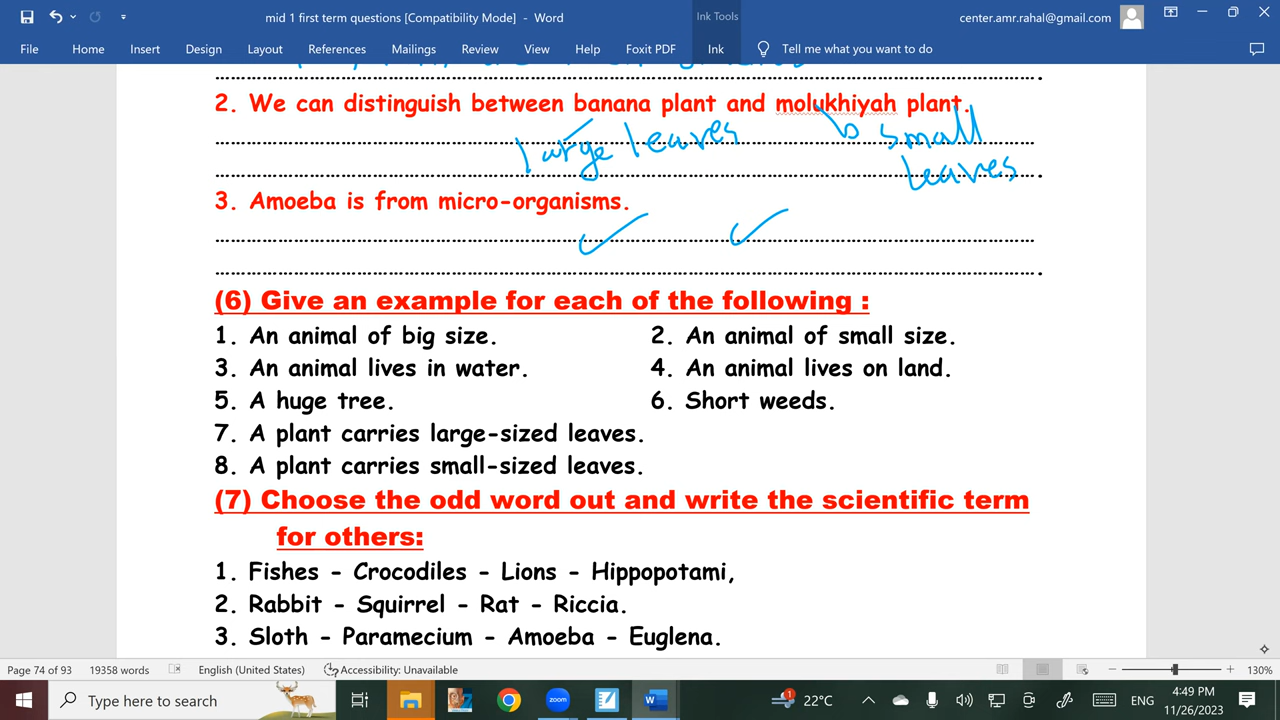 mid 1 first term questions [Compatibility Mode] - Word
Ink Tools
center.amr.rahal@gmail.com
File Home Insert Design Layout References Mailings Review View Help Foxit PDF Ink Tell me what you want to do
2. We can distinguish between banana plant and molukhiyah plant.
large leaves
small
leaves
3. Amoeba is from micro-organisms.
(6) Give an example for each of the following :
1. An animal of big size. 2. An animal of small size.
3. An animal lives in water. 4. An animal lives on land.
5. A huge tree. 6. Short weeds.
7. A plant carries large-sized leaves.
8. A plant carries small-sized leaves.
(7) Choose the odd word out and write the scientific term
for others:
1. Fishes - Crocodiles - Lions - Hippopotami,
2. Rabbit - Squirrel - Rat - Riccia.
3. Sloth - Paramecium - Amoeba - Euglena.
Page 74 of 93 19358 words English (United States) Accessibility: Unavailable 130%
Type here to search zoom 1 22°C ENG 4:49 PM
11/26/2023